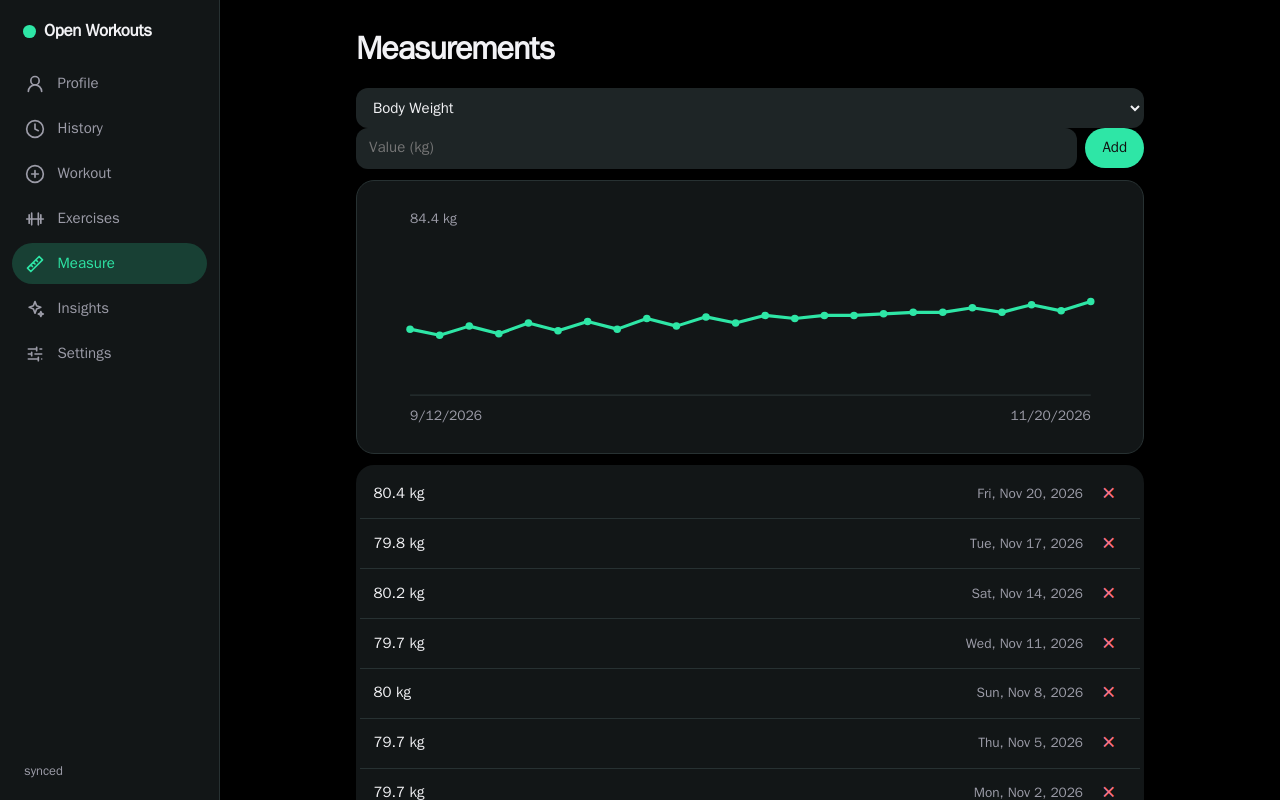 Open Workouts
Profile
History
Workout
Exercises
Measure
Insights
Settings
synced
Measurements
Body Weight
Value (kg)
Add
84.4 kg
9/12/2026
11/20/2026
80.4 kg Fri, Nov 20, 2026
79.8 kg Tue, Nov 17, 2026
80.2 kg Sat, Nov 14, 2026
79.7 kg Wed, Nov 11, 2026
80 kg Sun, Nov 8, 2026
79.7 kg Thu, Nov 5, 2026
79.7 kg Mon, Nov 2, 2026